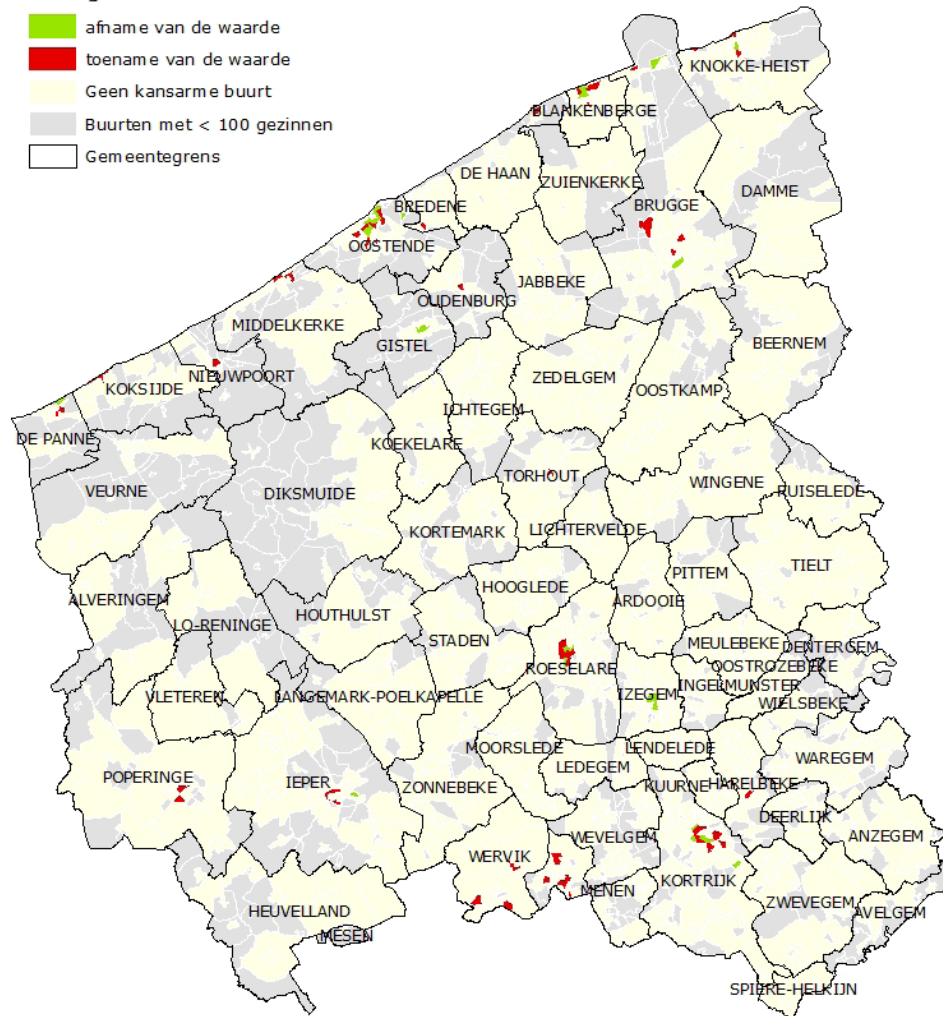 afname van de waarde
toename van de waarde
Geen kansarme buurt
Buurten met < 100 gezinnen
Gemeentegrens
KNOKKE-HEIST
BLANKENBERGE
DE HAAN
ZUIENKERKE
DAMME
BREDENE
BRUGGE
OOSTENDE
JABBEKE
OUDENBURG
MIDDELKERKE
GISTEL
BEERNEM
NIEUWPOORT
ZEDELGEM
KOKSIJDE
OOSTKAMP
ICHTEGEM
DE PANNE
KOEKELARE
TORHOUT
WINGENE
VEURNE
DIKSMUIDE
RUISELEDE
KORTEMARK
LICHTERVELDE
TIELT
PITTEM
HOOGLEDE
ALVERINGEM
ARDOOIE
HOUTHULST
LO-RENINGE
STADEN
MEULEBEKE
DENTERGEM
ROESELARE
OOSTROZEBEKE
INGELMUNSTER
VLETEREN
LANGEMARK-POELKAPELLE
IZEGEM
WIELSBEKE
MOORSLEDE
LENDELEDE
WAREGEM
LEDEGEM
POPERINGE
IEPER
ZONNEBEKE
KUURNE
HARELBEKE
DEERLIJK
WEVELGEM
ANZEGEM
WERVIK
KORTRIJK
MENEN
ZWEVEGEM
HEUVELLAND
AVELGEM
MESEN
SPIERE-HELKIJN